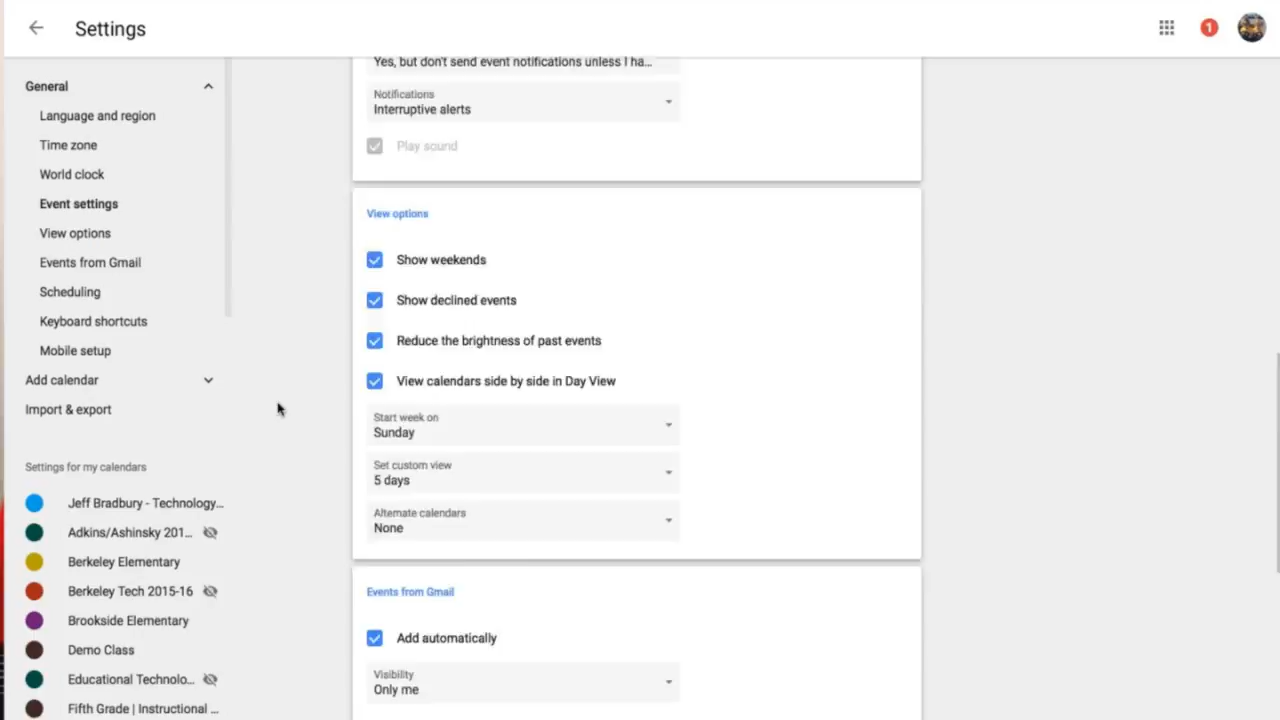 Settings
1
General
Language and region
Time zone
World clock
Event settings
View options
Events from Gmail
Scheduling
Keyboard shortcuts
Mobile setup
Add calendar
Import & export
Settings for my calendars
Jeff Bradbury - Technology...
Adkins/Ashinsky 201...
Berkeley Elementary
Berkeley Tech 2015-16
Brookside Elementary
Demo Class
Educational Technolo...
Fifth Grade | Instructional ...
Yes, but don't send event notifications unless I ha...
Notifications
Interruptive alerts
Play sound
View options
Show weekends
Show declined events
Reduce the brightness of past events
View calendars side by side in Day View
Start week on
Sunday
Set custom view
5 days
Alternate calendars
None
Events from Gmail
Add automatically
Visibility
Only me